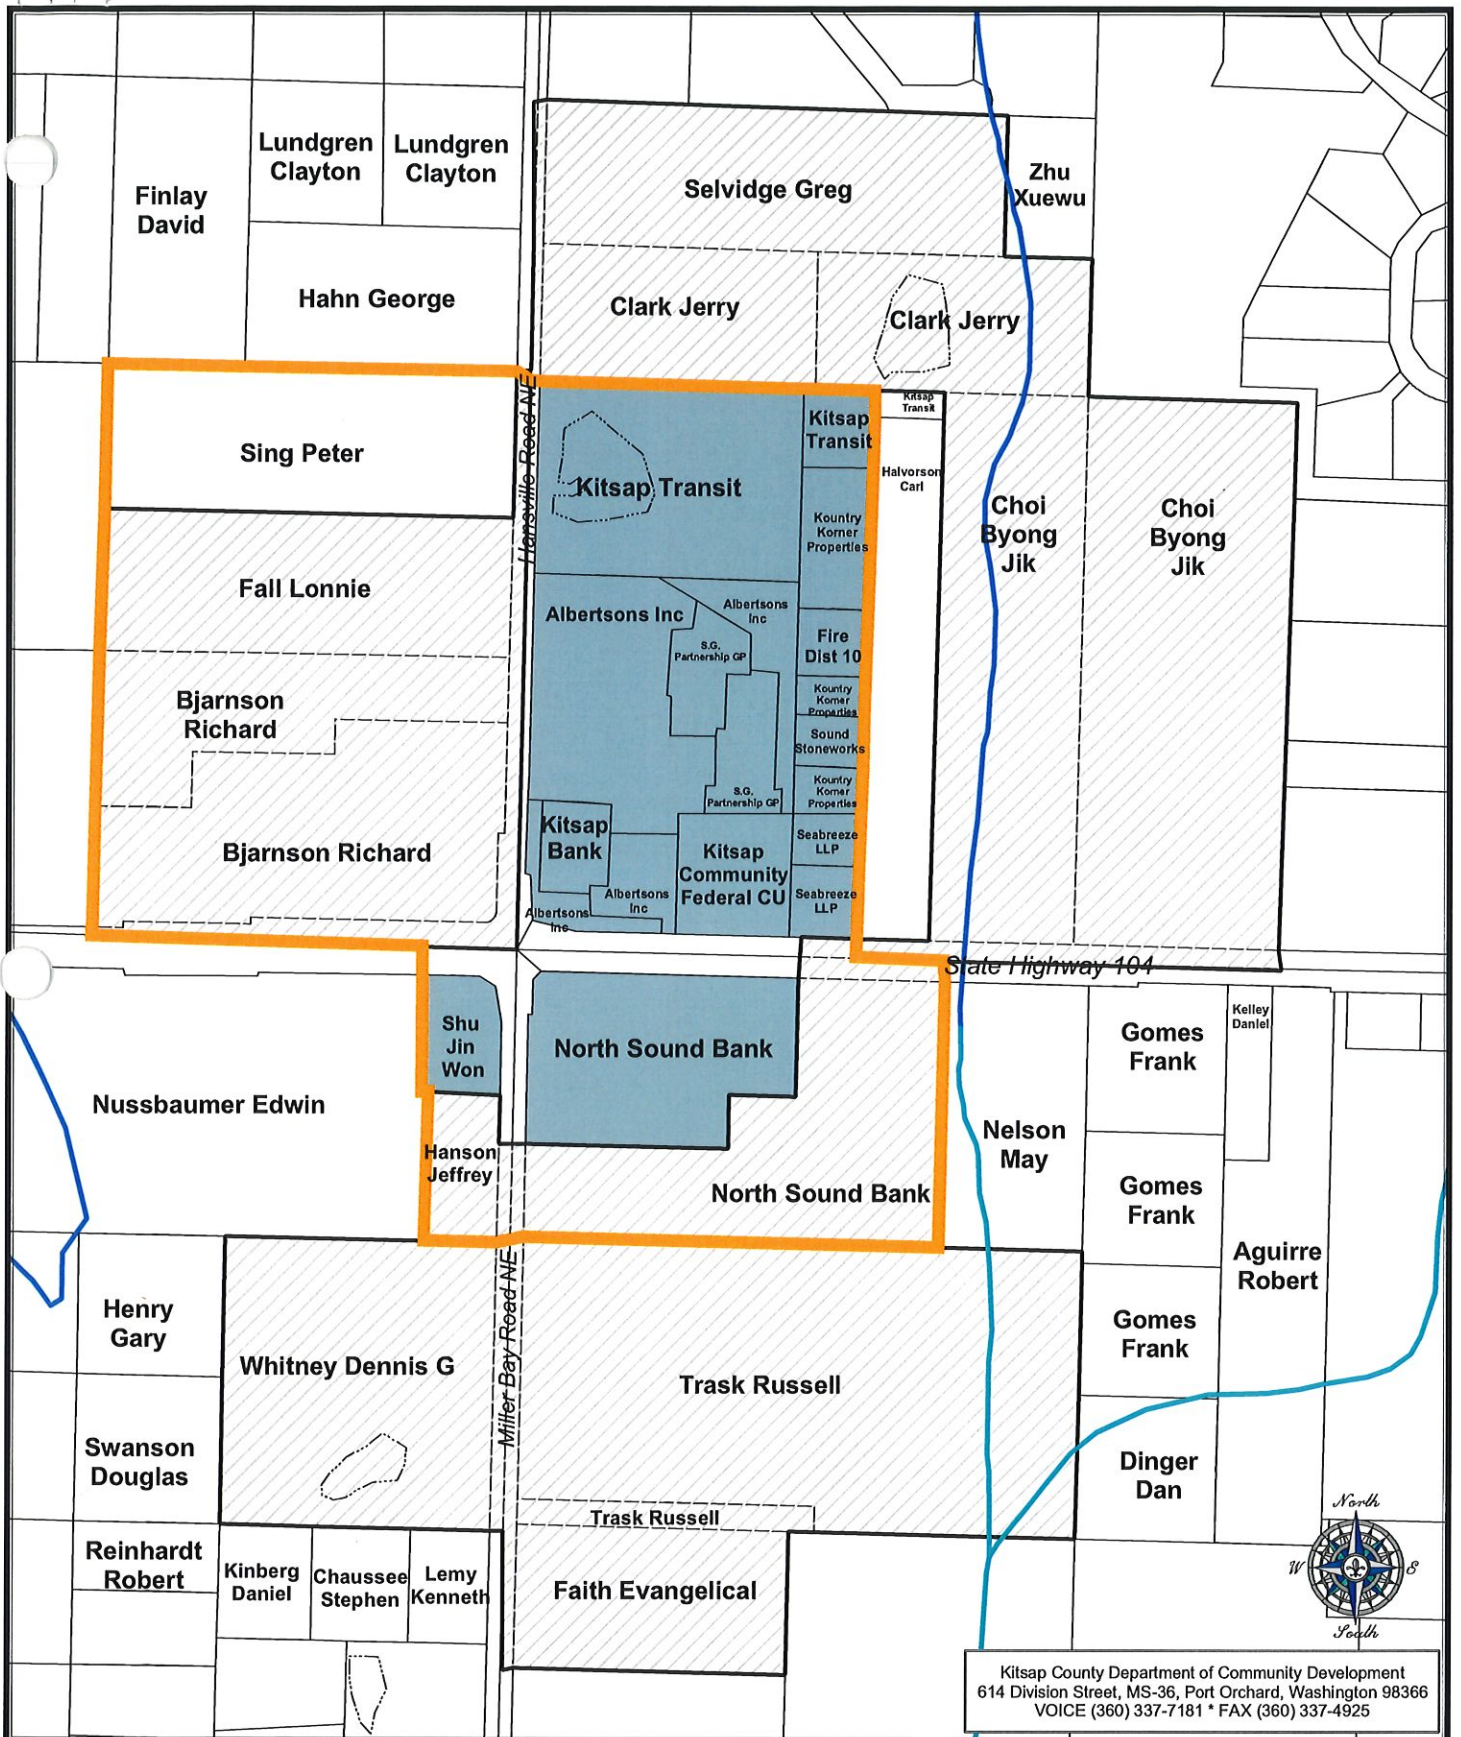 Lundgren
Clayton
Lundgren
Clayton
Finlay
David
Selvidge Greg
Zhu
Xuewu
Hahn George
Clark Jerry
Clark Jerry
Hansville Road NE
Sing Peter
Kitsap Transit
Kitsap
Transit
Kitsap
Transit
Halvorson
Carl
Kountry
Korner
Properties
Choi
Byong
Jik
Choi
Byong
Jik
Fall Lonnie
Albertsons Inc
Albertsons
Inc
S.G.
Partnership GP
Fire
Dist 10
Bjarnson
Richard
Kountry
Korner
Properties
Sound
Stoneworks
Kountry
Korner
Properties
S.G.
Partnership GP
Bjarnson Richard
Kitsap
Bank
Kitsap
Community
Federal CU
Seabreeze
LLP
Seabreeze
LLP
Albertsons
Inc
Albertsons
Inc
State Highway 104
Shu
Jin
Won
North Sound Bank
Nussbaumer Edwin
Hanson
Jeffrey
North Sound Bank
Nelson
May
Gomes
Frank
Kelley
Daniel
Gomes
Frank
Aguirre
Robert
Gomes
Frank
Henry
Gary
Whitney Dennis G
Miller Bay Road NE
Trask Russell
Swanson
Douglas
Dinger
Dan
Trask Russell
Reinhardt
Robert
Kinberg
Daniel
Chaussee
Stephen
Lemy
Kenneth
Faith Evangelical
North
W
E
South
Kitsap County Department of Community Development
614 Division Street, MS-36, Port Orchard, Washington 98366
VOICE (360) 337-7181 * FAX (360) 337-4925